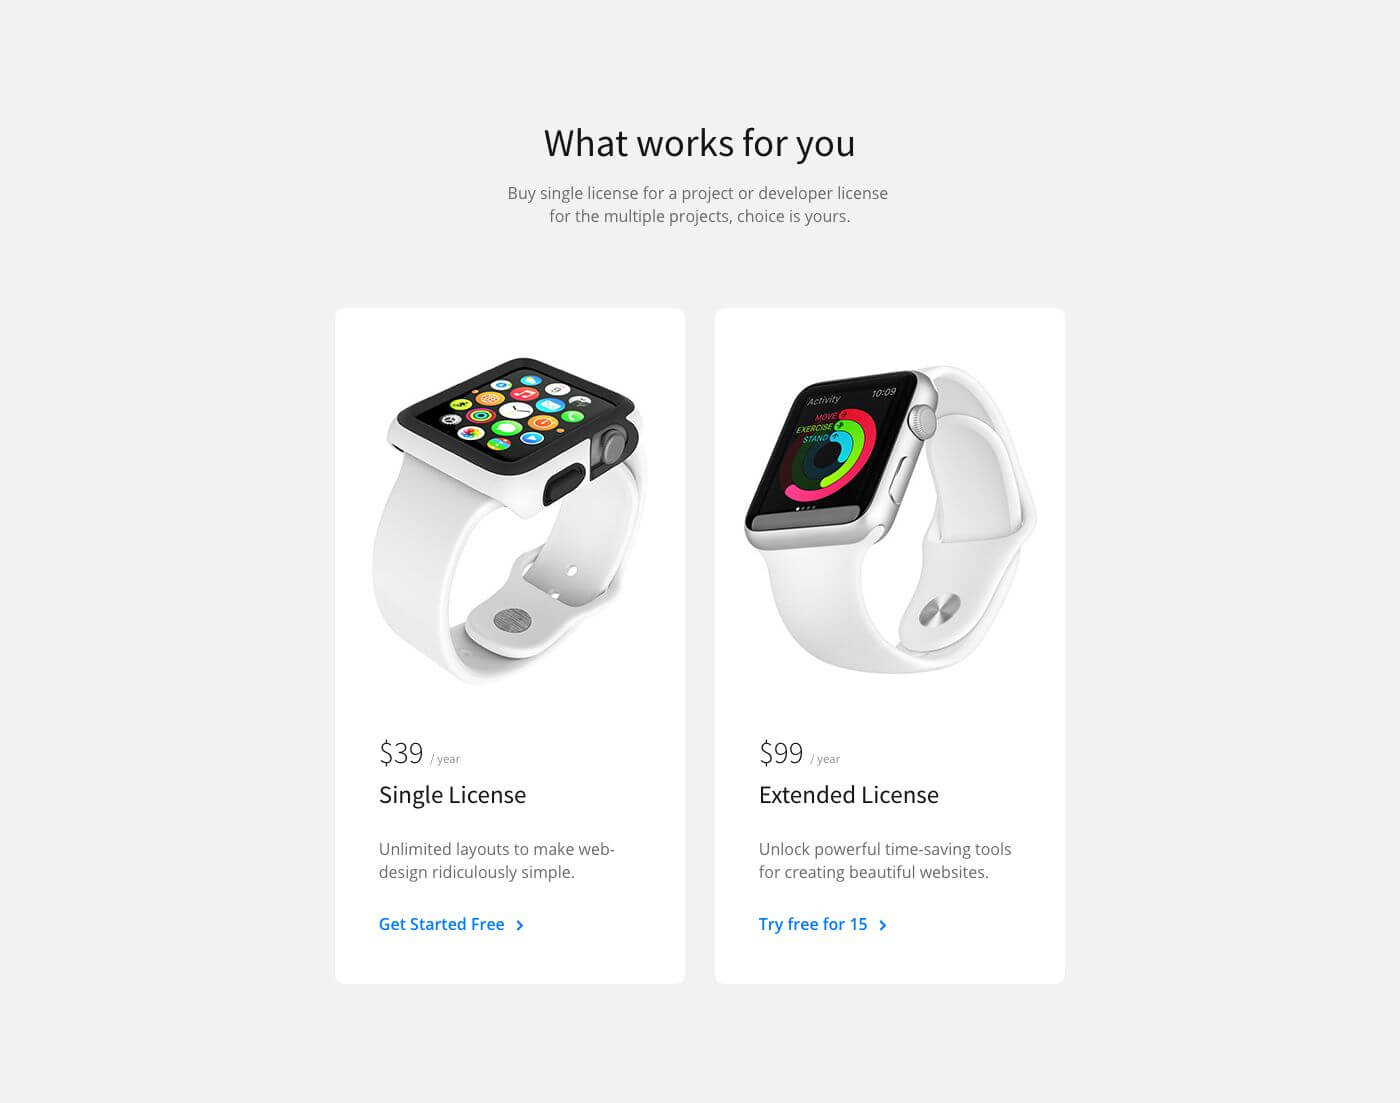 What works for you
Buy single license for a project or developer license
for the multiple projects, choice is yours.
Activity 10:09
MOVE
EXERCISE
STAND
$39 / year
Single License
Unlimited layouts to make web-
design ridiculously simple.
Get Started Free
$99 / year
Extended License
Unlock powerful time-saving tools
for creating beautiful websites.
Try free for 15